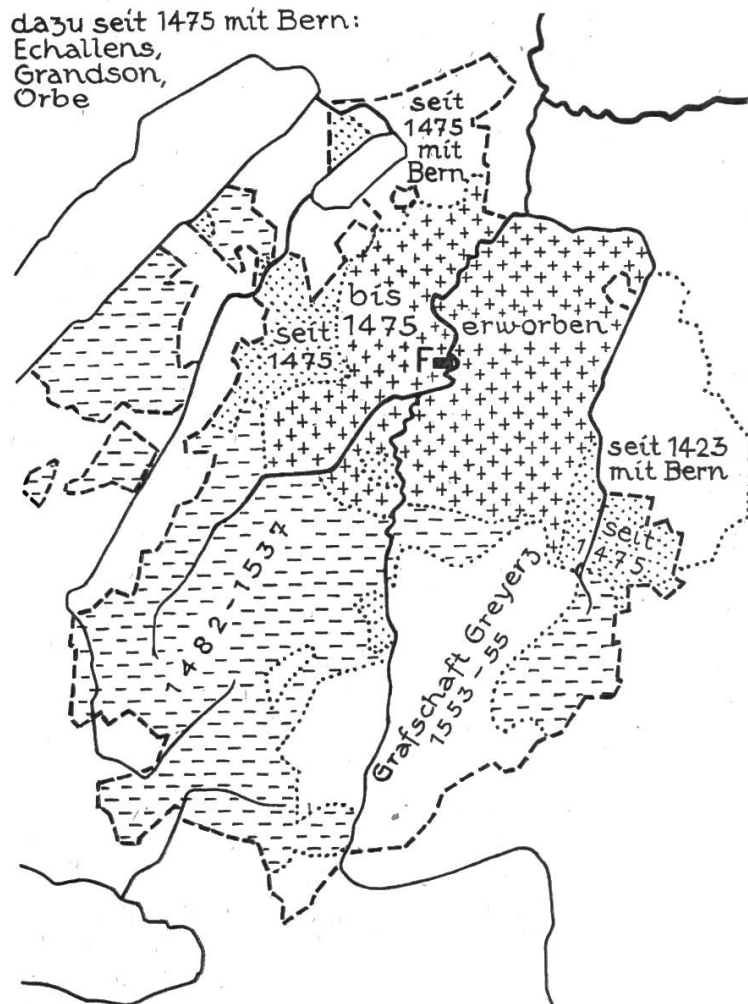 dazu seit 1475 mit Bern:
Echallens,
Grandson,
Orbe
seit
1475
mit
Bern
bis
1475
erworben
seit
1475
F
seit 1423
mit Bern
seit
1475
1482-1537
Grafschaft Greyerz
1553-55